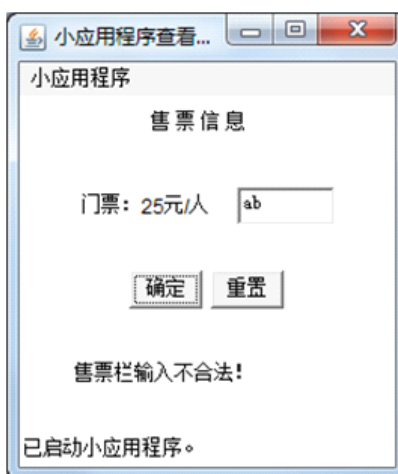 小应用程序查看...
小应用程序
售票信息
门票：25元/人 ab
确定 重置
售票栏输入不合法!
已启动小应用程序。